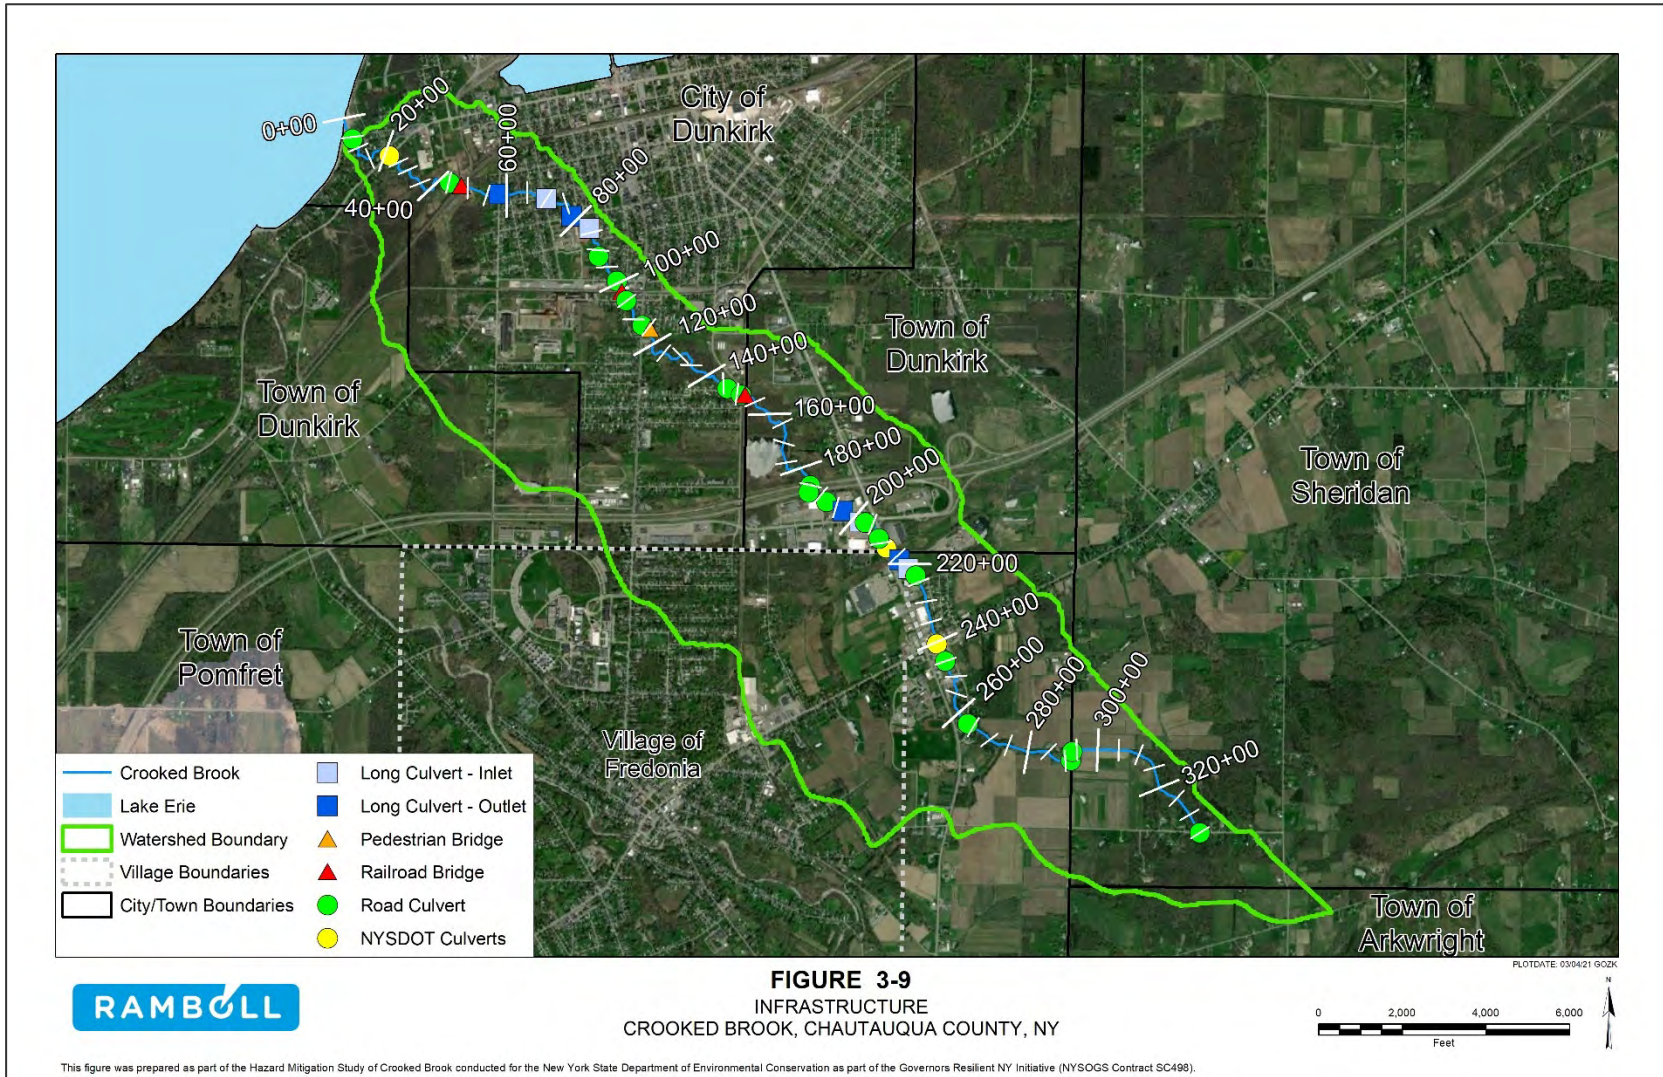 0+00
20+00
40+00
60+00
80+00
100+00
120+00
140+00
160+00
180+00
200+00
220+00
240+00
260+00
280+00
300+00
320+00
City of
Dunkirk
Town of
Dunkirk
Town of
Dunkirk
Town of
Sheridan
Town of
Pomfret
Village of
Fredonia
Town of
Arkwright
Crooked Brook
Lake Erie
Watershed Boundary
Village Boundaries
City/Town Boundaries
Long Culvert - Inlet
Long Culvert - Outlet
Pedestrian Bridge
Railroad Bridge
Road Culvert
NYSDOT Culverts
PLOTDATE: 03/04/21 GOZK
RAMBOLL
FIGURE 3-9
INFRASTRUCTURE
CROOKED BROOK, CHAUTAUQUA COUNTY, NY
0 2,000 4,000 6,000
Feet
N
This figure was prepared as part of the Hazard Mitigation Study of Crooked Brook conducted for the New York State Department of Environmental Conservation as part of the Governors Resilient NY Initiative (NYSOGS Contract SC498).